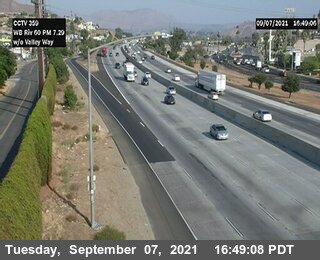 CCTV 359
WB Riv 60 PM 7.29
w/o Valley Way
09/07/2021 16:49:06
Tuesday, September 07, 2021 16:49:08 PDT